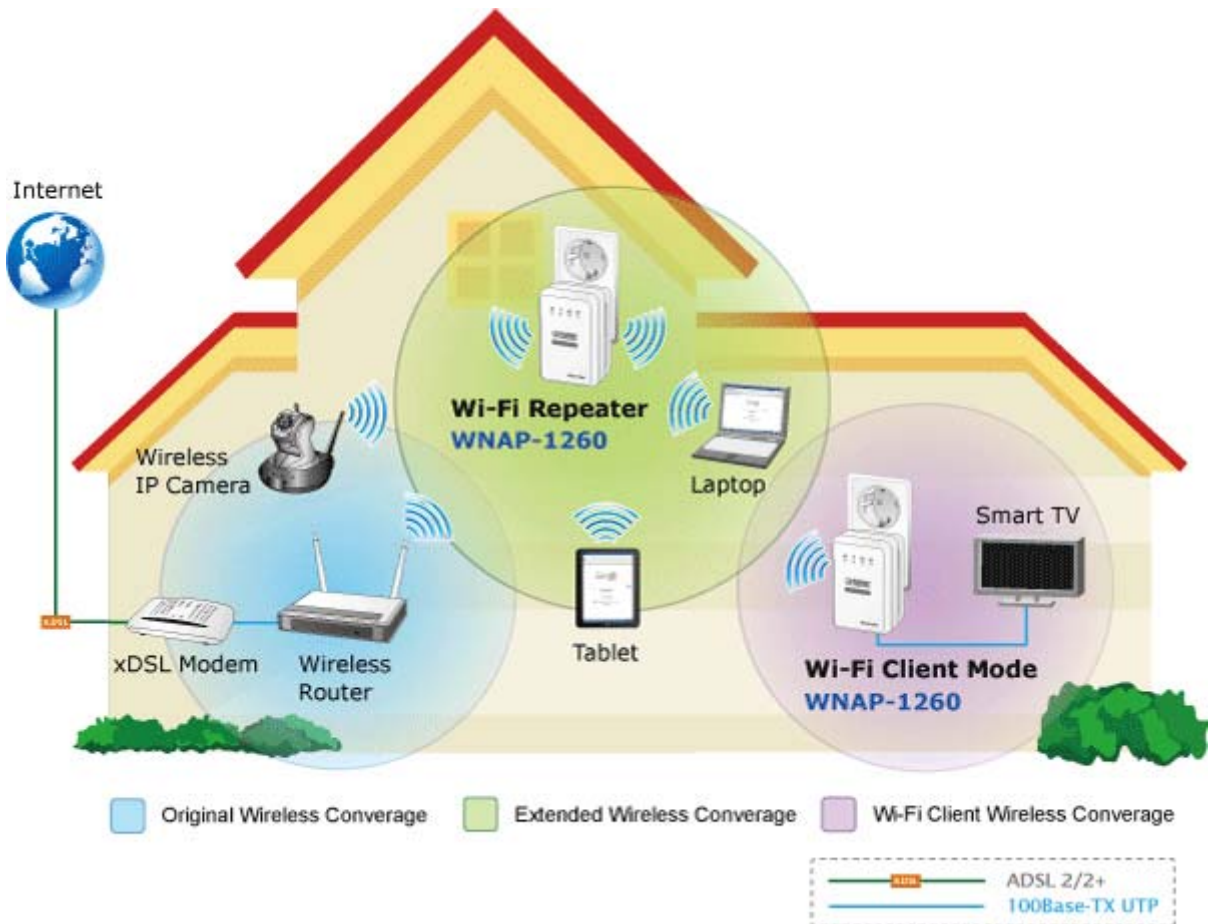 Internet
Wi-Fi Repeater
WNAP-1260
Wireless
IP Camera
Laptop
Smart TV
xDSL
xDSL Modem
Wireless
Router
Tablet
Wi-Fi Client Mode
WNAP-1260
Original Wireless Converage
Extended Wireless Converage
Wi-Fi Client Wireless Converage
xDSL
ADSL 2/2+
100Base-TX UTP